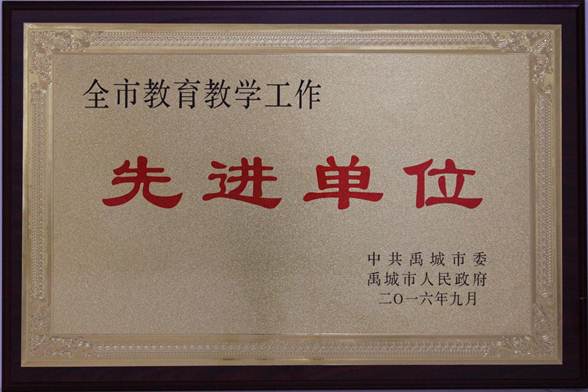 全市教育教学工作
先进单位
中共禹城市委
禹城市人民政府
二〇一六年九月